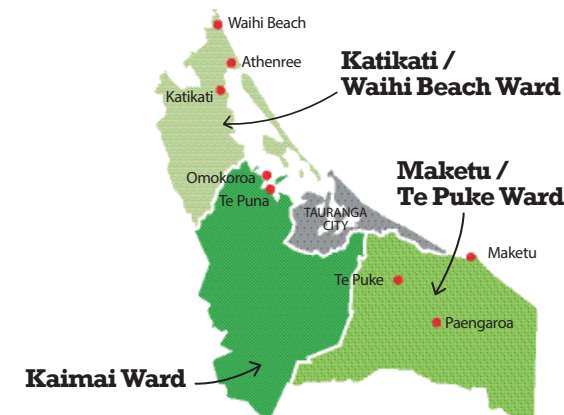 Waihi Beach
Athenree
Katikati /
Waihi Beach Ward
Katikati
Maketu /
Te Puke Ward
Omokoroa
Te Puna
TAURANGA
CITY
Maketu
Te Puke
Paengaroa
Kaimai Ward